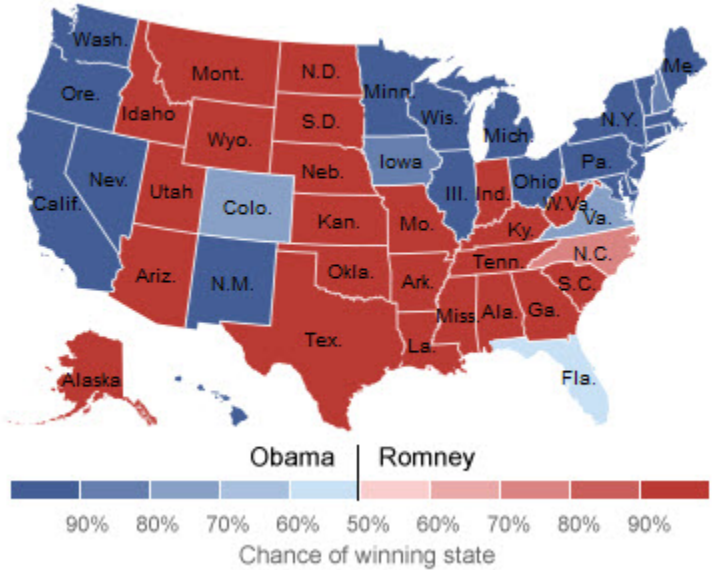 Wash.
Me.
Mont.
N.D.
Minn.
Ore.
Idaho
S.D.
Wis.
Mich.
N.Y.
Wyo.
Iowa
Neb.
Pa.
Nev.
Utah
Ill.
Ind.
Ohio
Calif.
Colo.
W.Va.
Va.
Kan.
Mo.
Ky.
N.C.
Tenn.
Ariz.
N.M.
Okla.
Ark.
S.C.
Miss.
Ala.
Ga.
Tex.
La.
Alaska
Fla.
Obama Romney
90% 80% 70% 60% 50% 60% 70% 80% 90%
Chance of winning state